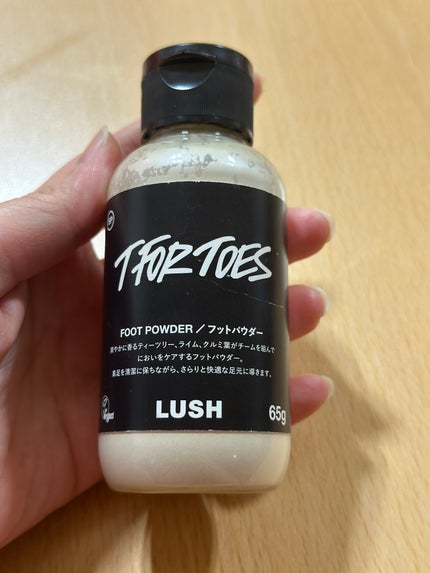 T FOR TOES
FOOT POWDER / フットパウダー
爽やかに香るティーツリー、ライム、クルミ葉がチームを組んで
においをケアするフットパウダー。
素足を清潔に保ちながら、さらりと快適な足元に導きます。
Vegan
LUSH
65g